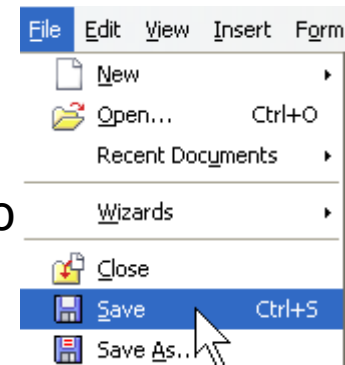 File Edit View Insert Form
New
Open... Ctrl+O
Recent Documents
o
Wizards
Close
Save Ctrl+S
Save As..